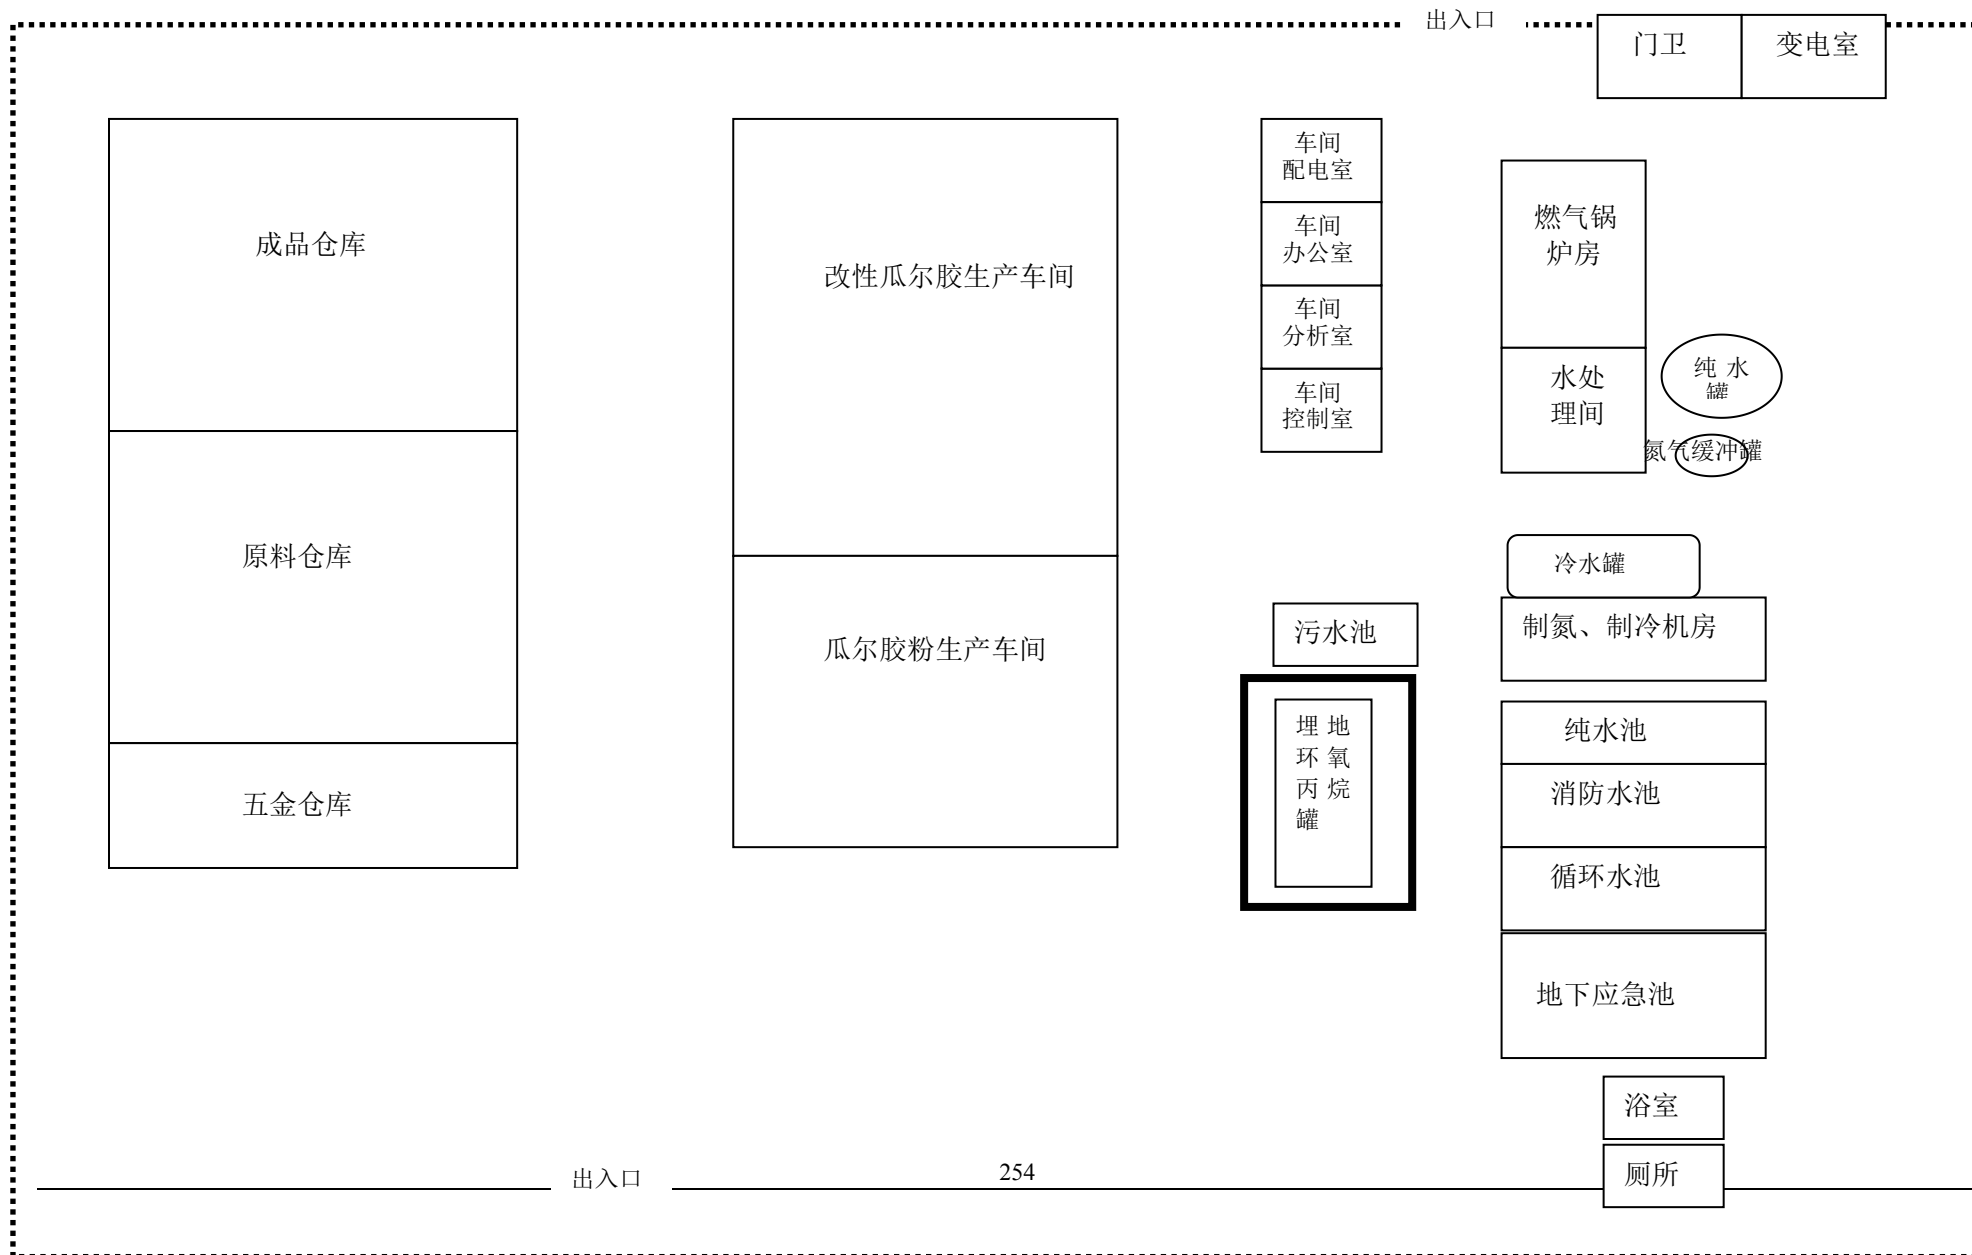 出入口
门卫
变电室
成品仓库
原料仓库
五金仓库
改性瓜尔胶生产车间
瓜尔胶粉生产车间
车间
配电室
车间
办公室
车间
分析室
车间
控制室
污水池
埋 地
环 氧
丙 烷
罐
燃气锅
炉房
水处
理间
纯 水
罐
氮气缓冲罐
冷水罐
制氮、制冷机房
纯水池
消防水池
循环水池
地下应急池
浴室
厕所
出入口
254